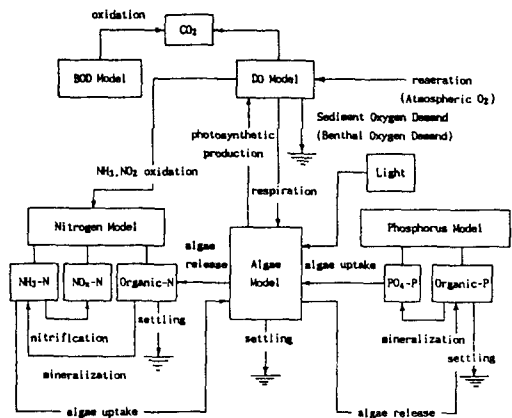 oxidation
CO₂
BOD Model
DO Model
reaeration
(Atmospheric O₂)
Sediment Oxygen Demand
(Benthal Oxygen Demand)
photosynthetic
production
NH₃,NO₂ oxidation
respiration
Light
Nitrogen Model
Phosphorus Model
algae
release
Algae
Model
algae uptake
NH₃-N
NOₓ-N
Organic-N
PO₄-P
Organic-P
settling
nitrification
mineralization
settling
mineralization
settling
algae uptake
algae release